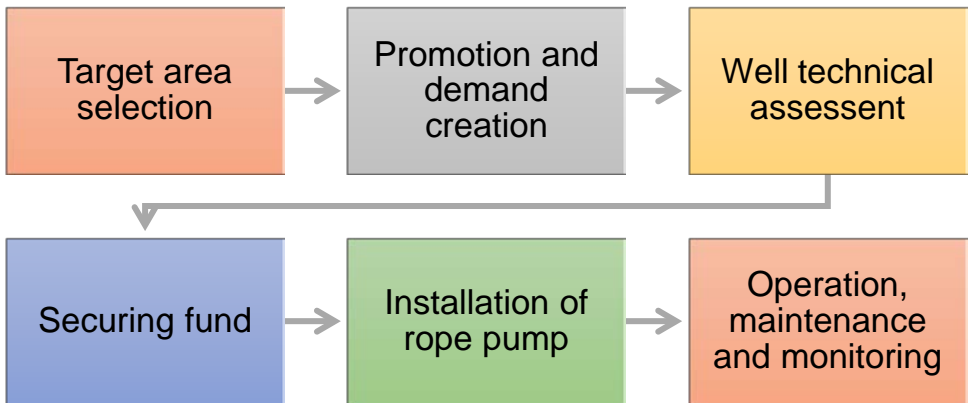 Target area
selection
Promotion and
demand
creation
Well technical
assessent
Securing fund
Installation of
rope pump
Operation,
maintenance
and monitoring